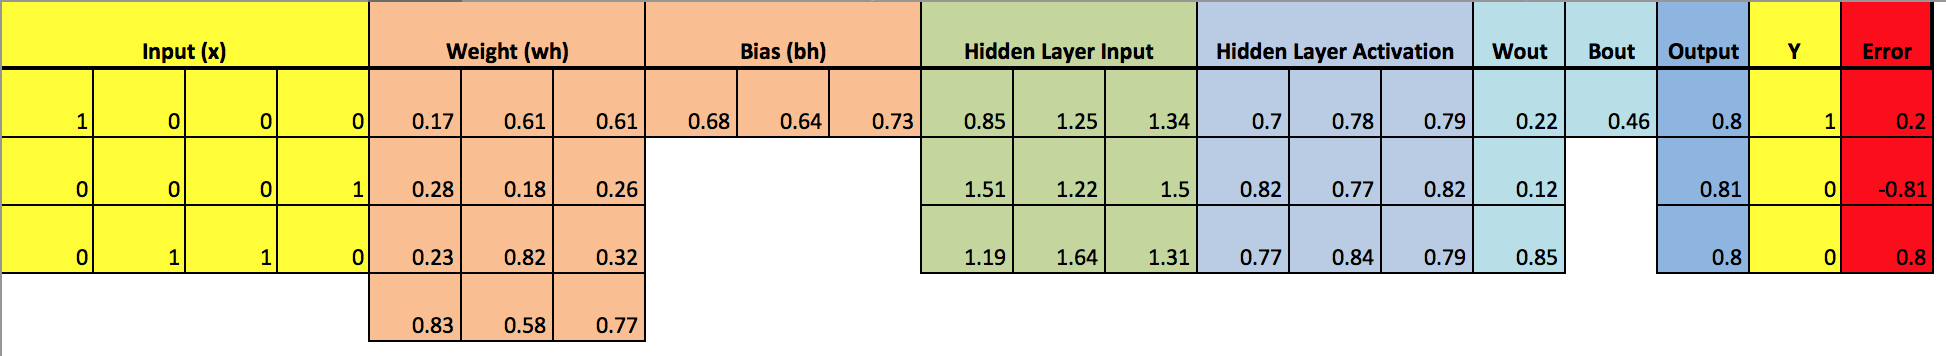 Input (x) Weight (wh) Bias (bh) Hidden Layer Input Hidden Layer Activation Wout Bout Output Y Error
1 0 0 0 0.17 0.61 0.61 0.68 0.64 0.73 0.85 1.25 1.34 0.7 0.78 0.79 0.22 0.46 0.8 1 0.2
0 0 0 1 0.28 0.18 0.26 1.51 1.22 1.5 0.82 0.77 0.82 0.12 0.81 0 -0.81
0 1 1 0 0.23 0.82 0.32 1.19 1.64 1.31 0.77 0.84 0.79 0.85 0.8 0 0.8
0.83 0.58 0.77